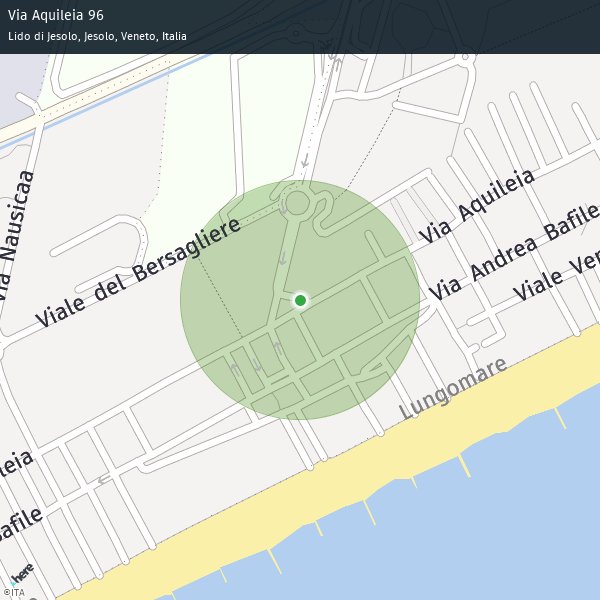 Via Aquileia 96
Lido di Jesolo, Jesolo, Veneto, Italia
Via Aquileia
Via Nausicaa
Viale del Bersagliere
Via Andrea Bafile
Viale Ver
Lungomare
leia
Bafile
here
©ITA